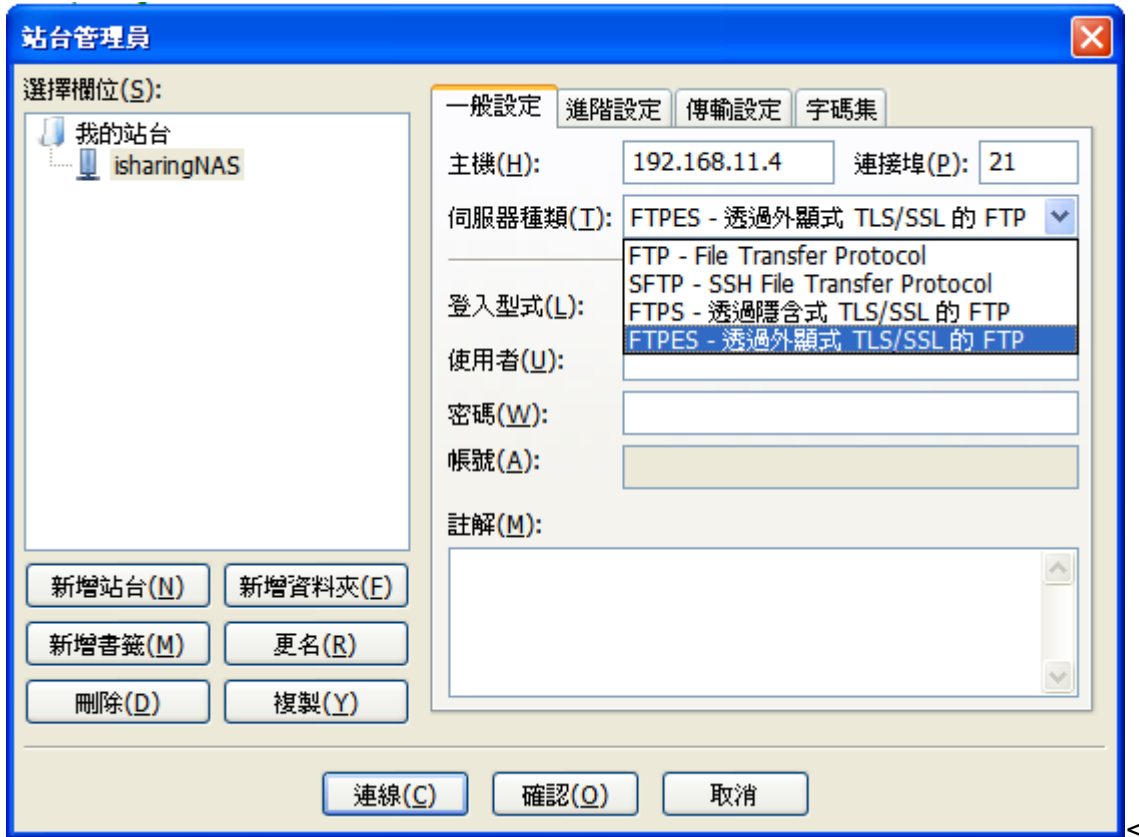 站台管理員
選擇欄位(S):
我的站台
isharingNAS
新增站台(N) 新增資料夾(F)
新增書籤(M) 更名(R)
刪除(D) 複製(Y)
一般設定 進階設定 傳輸設定 字碼集
主機(H): 192.168.11.4 連接埠(P): 21
伺服器種類(T): FTPES - 透過外顯式 TLS/SSL 的 FTP
FTP - File Transfer Protocol
SFTP - SSH File Transfer Protocol
FTPS - 透過隱含式 TLS/SSL 的 FTP
FTPES - 透過外顯式 TLS/SSL 的 FTP
登入型式(L):
使用者(U):
密碼(W):
帳號(A):
註解(M):
連線(C) 確認(O) 取消
<